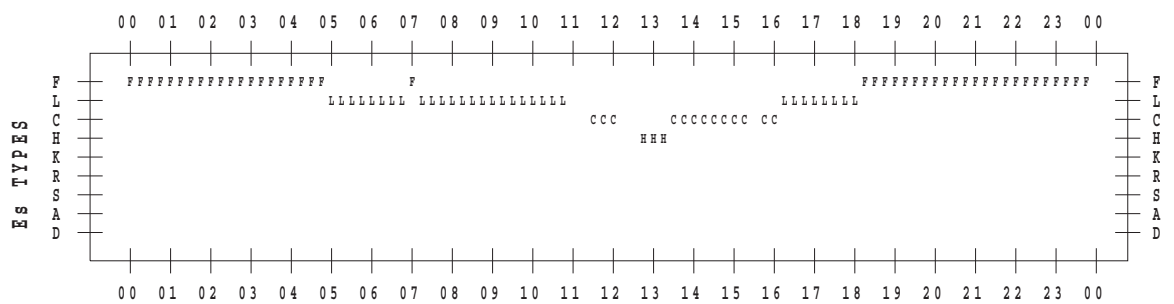 00 01 02 03 04 05 06 07 08 09 10 11 12 13 14 15 16 17 18 19 20 21 22 23 00
F FFFFFFFFFFFFFFFFFFFF F FFFFFFFFFFFFFFFFFFFFFFF F
L LLLLLLLL LLLLLLLLLLLLLLL LLLLLLLL L
C CCC CCCCCCCC CC C
H HHH H
K K
R R
S S
A A
D D
Es TYPES
00 01 02 03 04 05 06 07 08 09 10 11 12 13 14 15 16 17 18 19 20 21 22 23 00